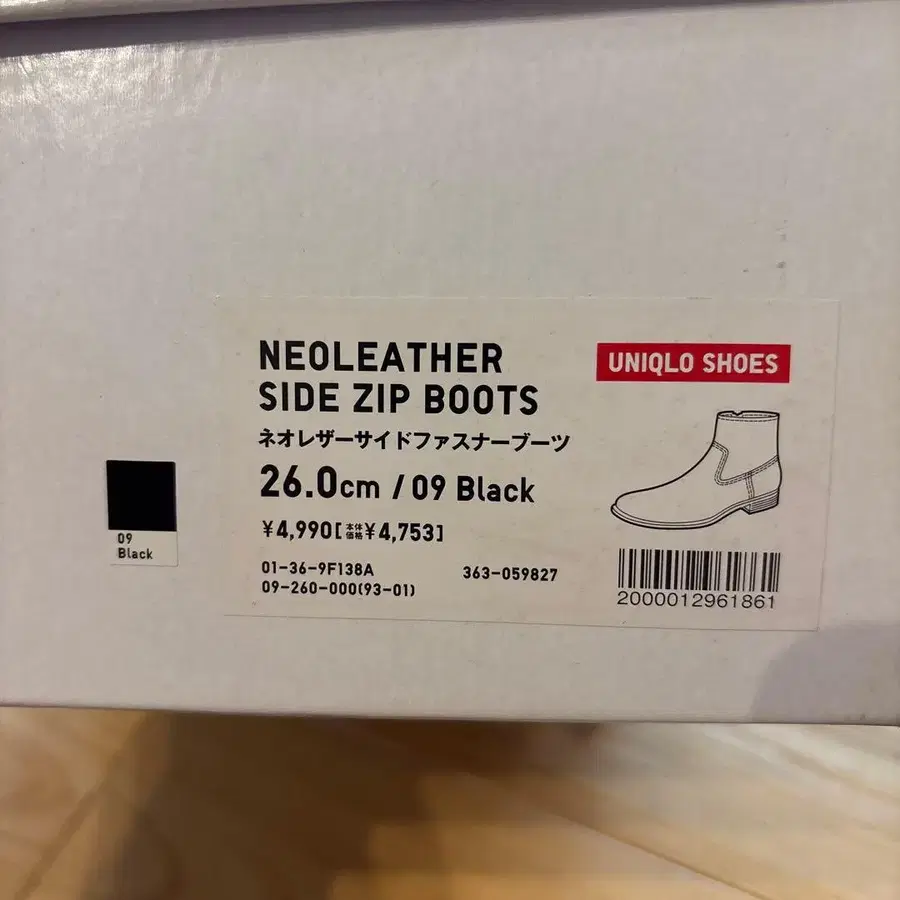 NEOLEATHER
SIDE ZIP BOOTS
ネオレザーサイドファスナーブーツ
26.0cm / 09 Black
¥4,990[本体価格¥4,753]
01-36-9F138A
363-059827
09-260-000(93-01)
UNIQLO SHOES
2000012961861
09
Black